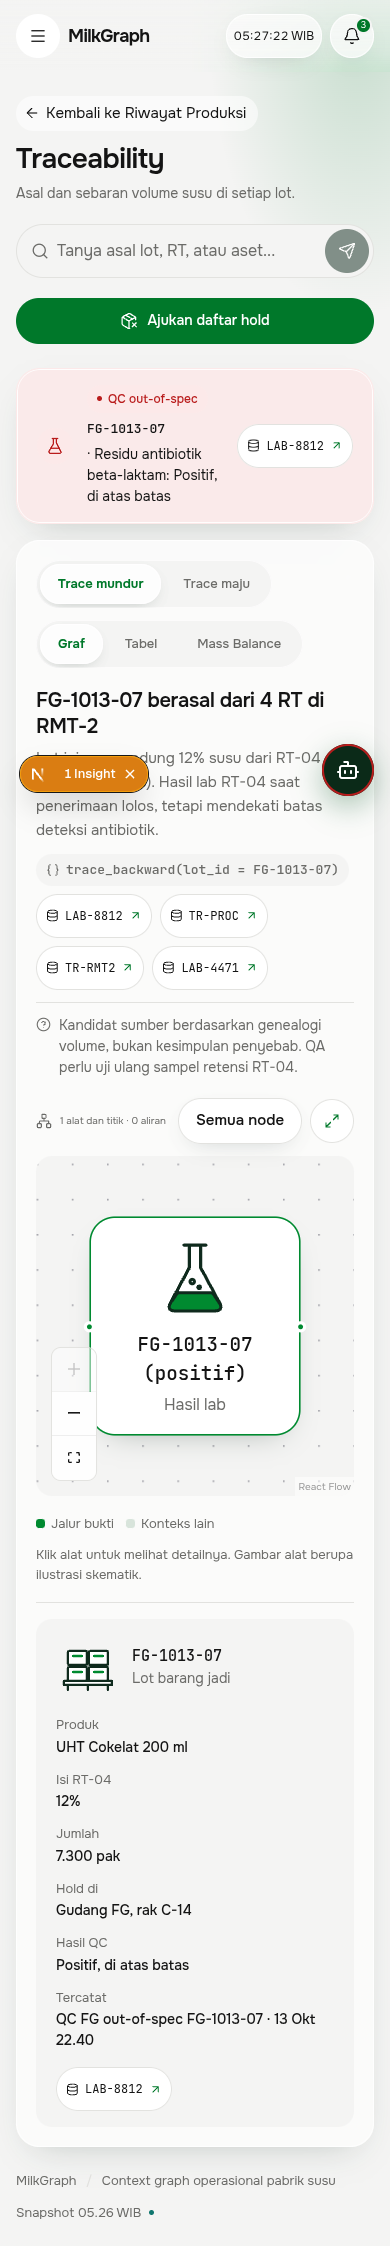 MilkGraph
05:27:22 WIB
3
Kembali ke Riwayat Produksi
Traceability
Asal dan sebaran volume susu di setiap lot.
Tanya asal lot, RT, atau aset...
Ajukan daftar hold
QC out-of-spec
FG-1013-07
· Residu antibiotik
beta-laktam: Positif,
di atas batas
LAB-8812
Trace mundur
Trace maju
Graf
Tabel
Mass Balance
FG-1013-07 berasal dari 4 RT di
RMT-2
dung 12% susu dari RT-04
1 Insight
). Hasil lab RT-04 saat
penerimaan lolos, tetapi mendekati batas
deteksi antibiotik.
trace_backward(lot_id = FG-1013-07)
LAB-8812
TR-PROC
TR-RMT2
LAB-4471
Kandidat sumber berdasarkan genealogi
volume, bukan kesimpulan penyebab. QA
perlu uji ulang sampel retensi RT-04.
1 alat dan titik · 0 aliran
Semua node
FG-1013-07
(positif)
Hasil lab
React Flow
Jalur bukti
Konteks lain
Klik alat untuk melihat detailnya. Gambar alat berupa
ilustrasi skematik.
FG-1013-07
Lot barang jadi
Produk
UHT Cokelat 200 ml
Isi RT-04
12%
Jumlah
7.300 pak
Hold di
Gudang FG, rak C-14
Hasil QC
Positif, di atas batas
Tercatat
QC FG out-of-spec FG-1013-07 · 13 Okt
22.40
LAB-8812
MilkGraph / Context graph operasional pabrik susu
Snapshot 05.26 WIB